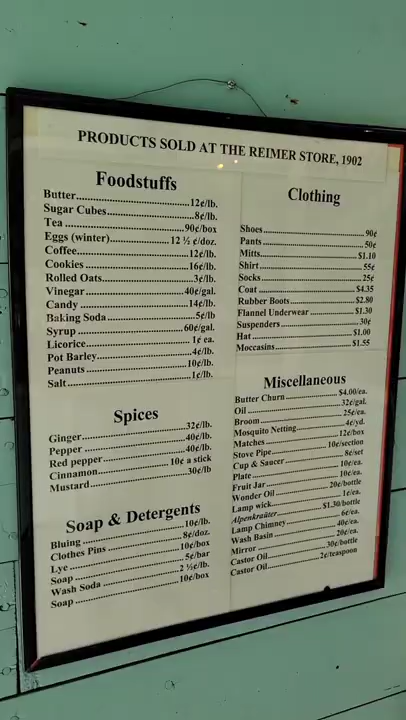 PRODUCTS SOLD AT THE REIMER STORE, 1902
Foodstuffs
Butter..........12¢/lb.
Sugar Cubes..........8¢/lb.
Tea..........90¢/box
Eggs (winter)..........12 ½ ¢/doz.
Coffee..........12¢/lb.
Cookies..........16¢/lb.
Rolled Oats..........3¢/lb.
Vinegar..........40¢/gal.
Candy..........14¢/lb.
Baking Soda..........5¢/lb
Syrup..........60¢/gal.
Licorice..........1¢ ea.
Pot Barley..........4¢/lb.
Peanuts..........10¢/lb.
Salt..........1¢/lb.
Spices
Ginger..........32¢/lb.
Pepper..........40¢/lb.
Red pepper..........40¢/lb.
Cinnamon..........10¢ a stick
Mustard..........30¢/lb
Soap & Detergents
Bluing..........10¢/lb.
Clothes Pins..........8¢/doz.
Lye..........10¢/box
Soap..........5¢/bar
Wash Soda..........2 ½¢/lb.
Soap..........10¢/box
Clothing
Shoes..........90¢
Pants..........50¢
Mitts..........$1.10
Shirt..........55¢
Socks..........25¢
Coat..........$4.35
Rubber Boots..........$2.80
Flannel Underwear..........$1.30
Suspenders..........30¢
Hat..........$1.00
Moccasins..........$1.55
Miscellaneous
Butter Churn..........$4.00/ea.
Oil..........32¢/gal.
Broom..........25¢/ea.
Mosquito Netting..........4¢/yd.
Matches..........12¢/box
Stove Pipe..........10¢/section
Cup & Saucer..........8¢/set
Plate..........10¢/ea.
Fruit Jar..........10¢/ea.
Wonder Oil..........20¢/bottle
Lamp wick..........1¢/ea.
Alpenkräuter..........$1.30/bottle
Lamp Chimney..........6¢/ea.
Wash Basin..........40¢/ea.
Mirror..........20¢/ea.
Castor Oil..........30¢/bottle
Castor Oil..........2¢/teaspoon